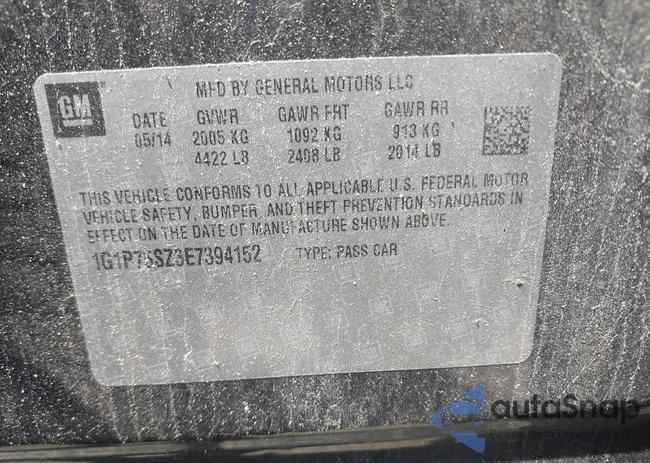 GM
MFD BY GENERAL MOTORS LLC
DATE GVWR GAWR FRT GAWR RR
05/14 2005 KG 1092 KG 913 KG
4422 LB 2408 LB 2014 LB
THIS VEHICLE CONFORMS TO ALL APPLICABLE U.S. FEDERAL MOTOR
VEHICLE SAFETY, BUMPER, AND THEFT PREVENTION STANDARDS IN
EFFECT ON THE DATE OF MANUFACTURE SHOWN ABOVE.
1G1P75SZ3E7394152 TYPE: PASS CAR
autoSnap